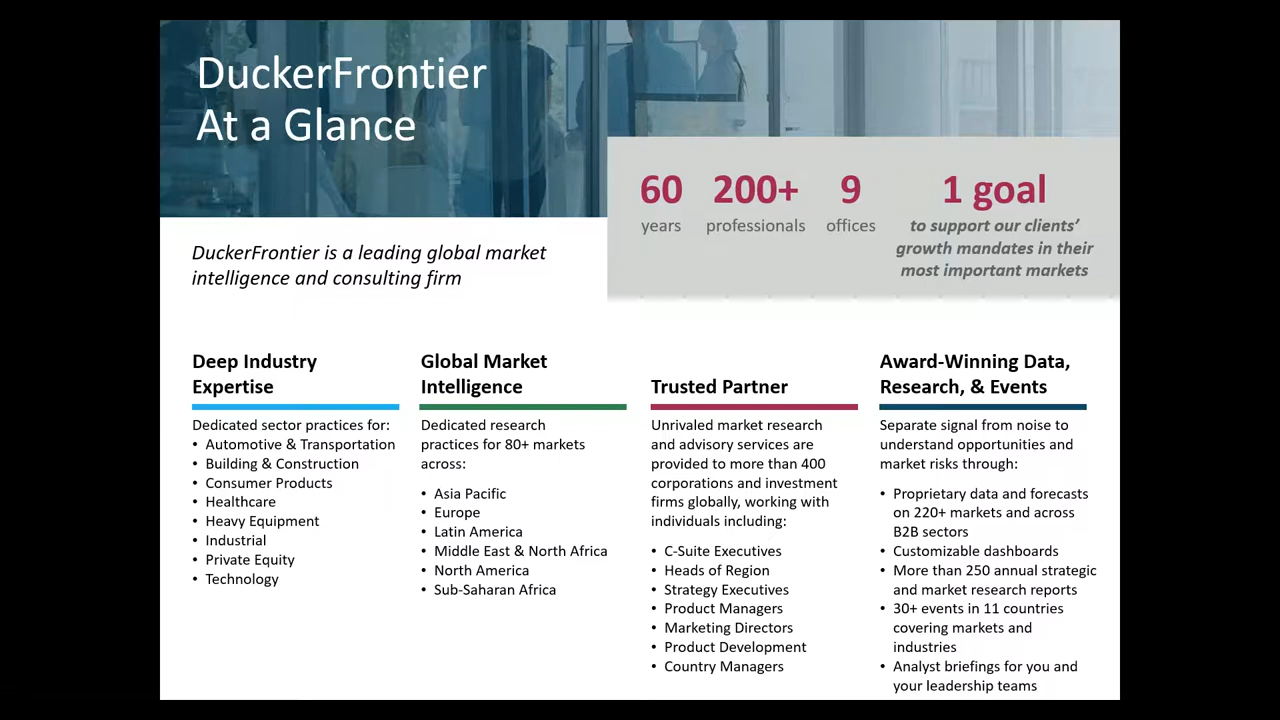 DuckerFrontier
At a Glance
60
years
200+
professionals
9
offices
1 goal
to support our clients’
growth mandates in their
most important markets
DuckerFrontier is a leading global market
intelligence and consulting firm
Deep Industry
Expertise
Dedicated sector practices for:
• Automotive & Transportation
• Building & Construction
• Consumer Products
• Healthcare
• Heavy Equipment
• Industrial
• Private Equity
• Technology
Global Market
Intelligence
Dedicated research
practices for 80+ markets
across:
• Asia Pacific
• Europe
• Latin America
• Middle East & North Africa
• North America
• Sub-Saharan Africa
Trusted Partner
Unrivaled market research
and advisory services are
provided to more than 400
corporations and investment
firms globally, working with
individuals including:
• C-Suite Executives
• Heads of Region
• Strategy Executives
• Product Managers
• Marketing Directors
• Product Development
• Country Managers
Award-Winning Data,
Research, & Events
Separate signal from noise to
understand opportunities and
market risks through:
• Proprietary data and forecasts
on 220+ markets and across
B2B sectors
• Customizable dashboards
• More than 250 annual strategic
and market research reports
• 30+ events in 11 countries
covering markets and
industries
• Analyst briefings for you and
your leadership teams